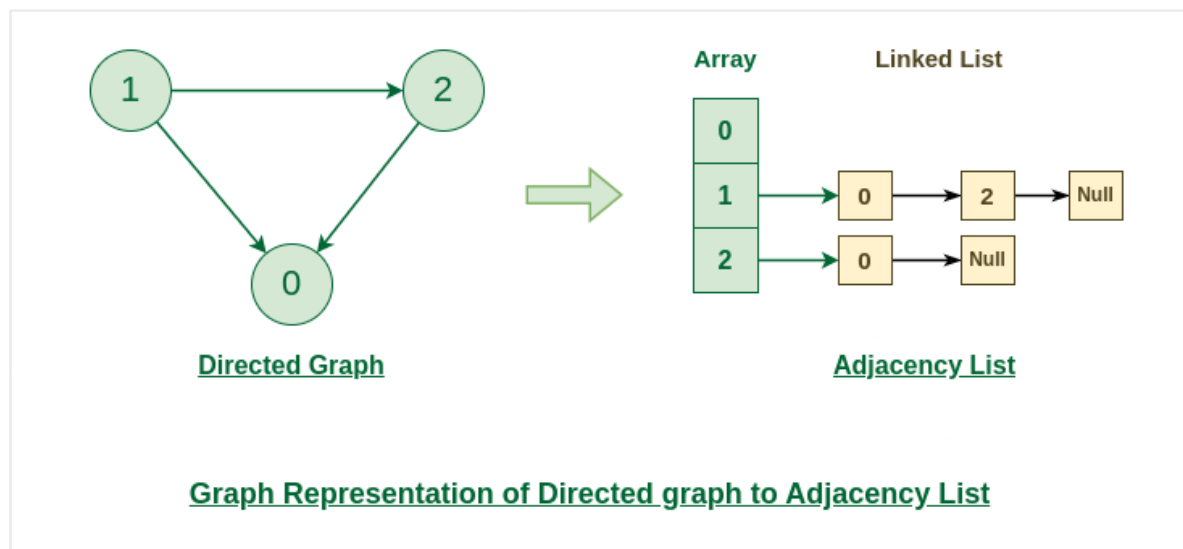 1
2
0
Directed Graph
Array
Linked List
0
1
0
2
Null
2
0
Null
Adjacency List
Graph Representation of Directed graph to Adjacency List